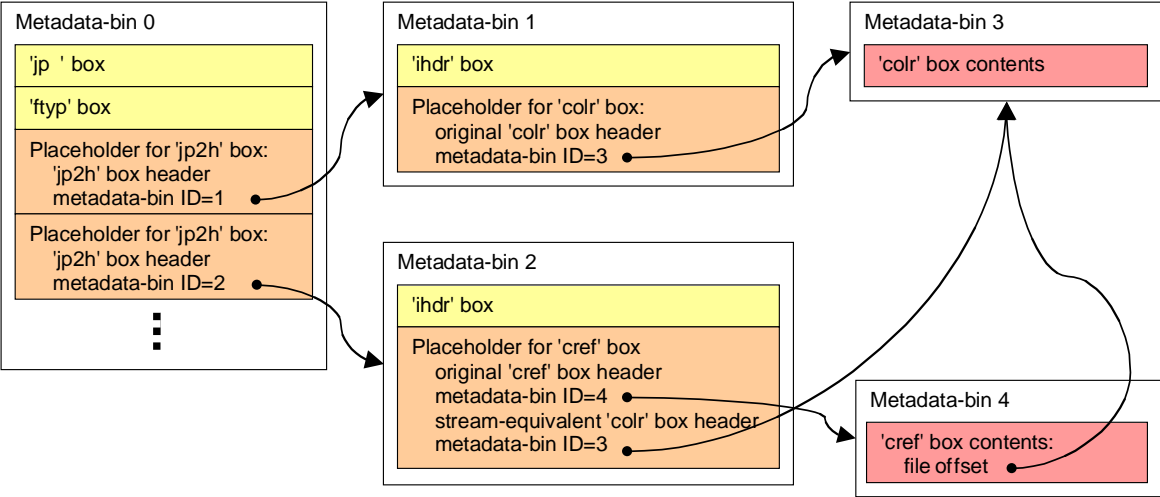 Metadata-bin 0
'jp ' box
'ftyp' box
Placeholder for 'jp2h' box:
'jp2h' box header
metadata-bin ID=1
Placeholder for 'jp2h' box:
'jp2h' box header
metadata-bin ID=2
Metadata-bin 1
'ihdr' box
Placeholder for 'colr' box:
original 'colr' box header
metadata-bin ID=3
Metadata-bin 2
'ihdr' box
Placeholder for 'cref' box
original 'cref' box header
metadata-bin ID=4
stream-equivalent 'colr' box header
metadata-bin ID=3
Metadata-bin 3
'colr' box contents
Metadata-bin 4
'cref' box contents:
file offset